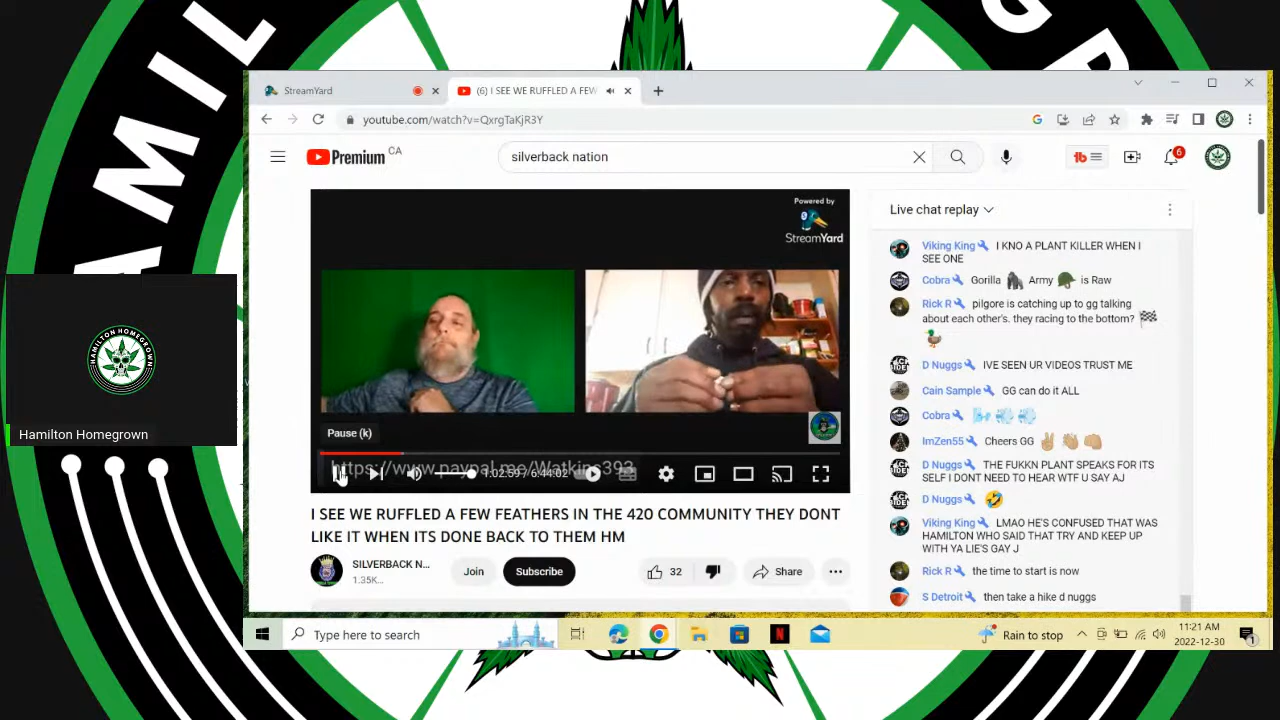 HAMIL
GR
StreamYard
(6) I SEE WE RUFFLED A FEW
youtube.com/watch?v=QxrgTaKjR3Y
Premium CA
silverback nation
6
Powered by
StreamYard
Pause (k)
https://www.paypal.me/Watkins393
1:02:59 / 6:44:02
I SEE WE RUFFLED A FEW FEATHERS IN THE 420 COMMUNITY THEY DONT
LIKE IT WHEN ITS DONE BACK TO THEM HM
SILVERBACK N...
1.35K...
Join
Subscribe
32
Share
Live chat replay
Viking King I KNO A PLANT KILLER WHEN I
SEE ONE
Cobra Gorilla 🦍 Army 🪖 is Raw
Rick R pilgore is catching up to gg talking
about each other's. they racing to the bottom? 🏁
🦆
D Nuggs IVE SEEN UR VIDEOS TRUST ME
Cain Sample GG can do it ALL
Cobra 🌬️ 💨 💨
ImZen55 Cheers GG ✌🏼 👏🏼 👊🏼
D Nuggs THE FUKKN PLANT SPEAKS FOR ITS
SELF I DONT NEED TO HEAR WTF U SAY AJ
D Nuggs 🤣
Viking King LMAO HE'S CONFUSED THAT WAS
HAMILTON WHO SAID THAT TRY AND KEEP UP
WITH YA LIE'S GAY J
Rick R the time to start is now
S Detroit then take a hike d nuggs
HAMILTON HOMEGROWN
Hamilton Homegrown
Type here to search
Rain to stop
11:21 AM
2022-12-30